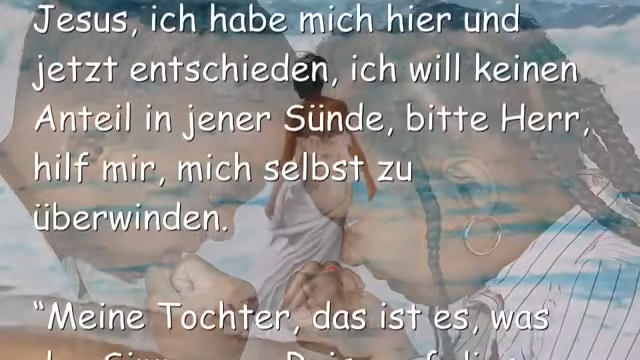 Jesus, ich habe mich hier und
jetzt entschieden, ich will keinen
Anteil in jener Sünde, bitte Herr,
hilf mir, mich selbst zu
überwinden.
“Meine Tochter, das ist es, was